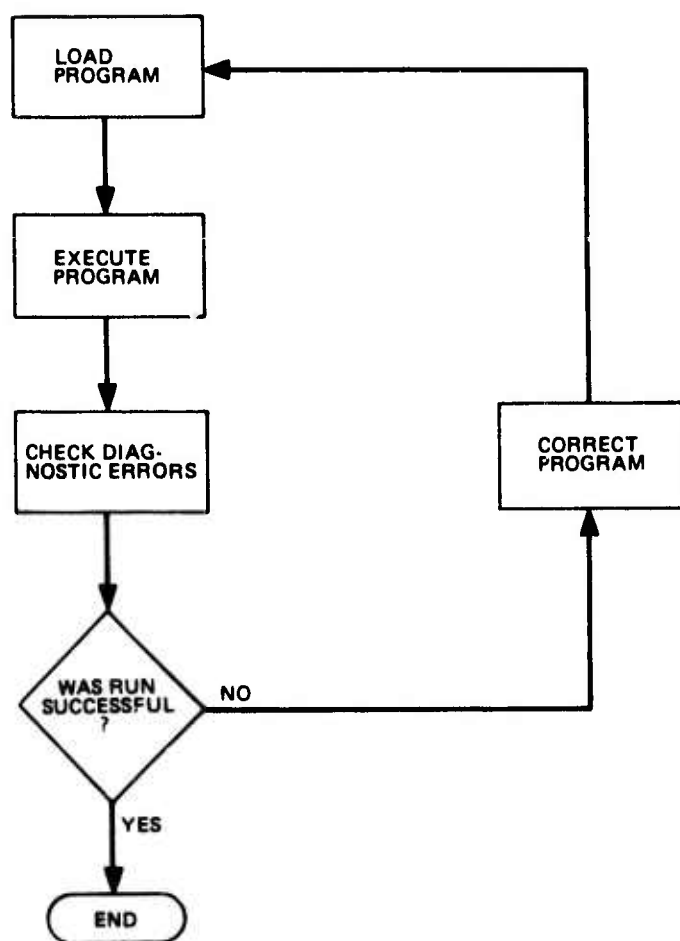 LOAD
PROGRAM
EXECUTE
PROGRAM
CHECK DIAG-
NOSTIC ERRORS
CORRECT
PROGRAM
WAS RUN
SUCCESSFUL
?
NO
YES
END